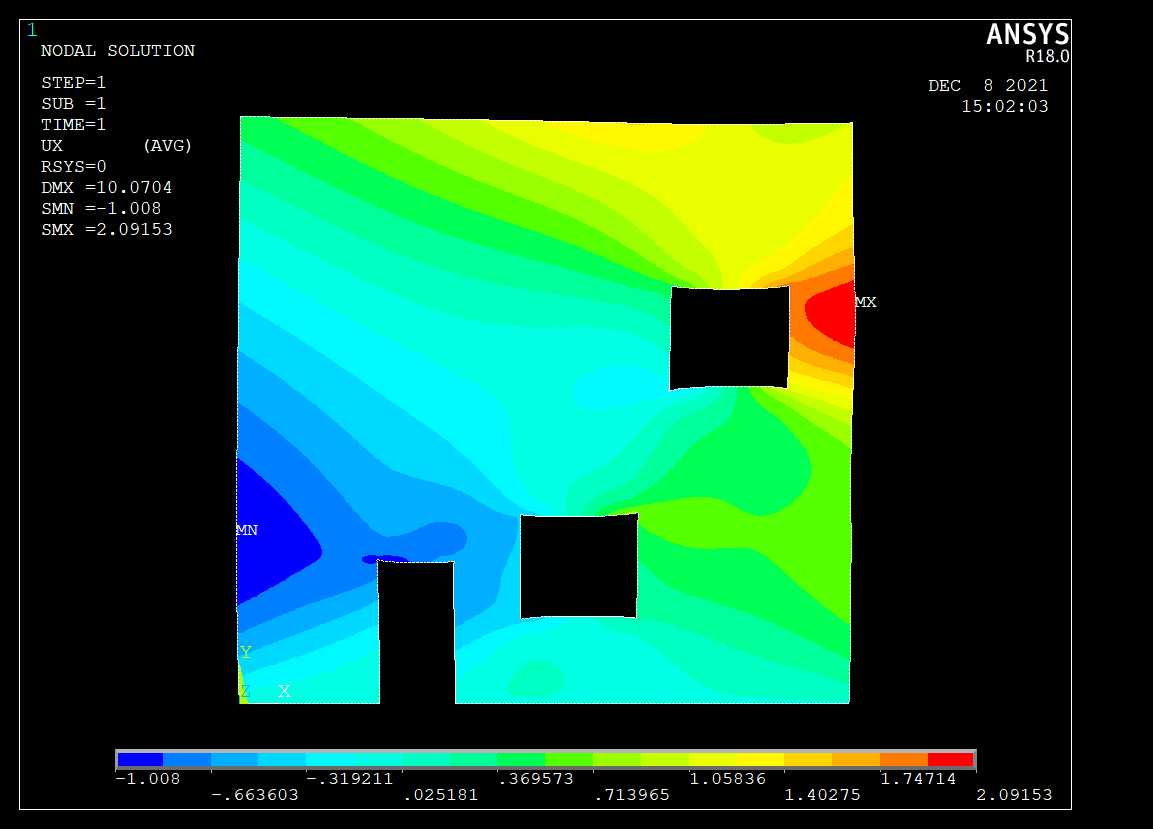 1
ANSYS
R18.0
NODAL SOLUTION
STEP=1
SUB =1
TIME=1
UX (AVG)
RSYS=0
DMX =10.0704
SMN =-1.008
SMX =2.09153
DEC 8 2021
15:02:03
MX
MN
Y
Z X
-1.008 -.319211 .369573 1.05836 1.74714
-.663603 .025181 .713965 1.40275 2.09153